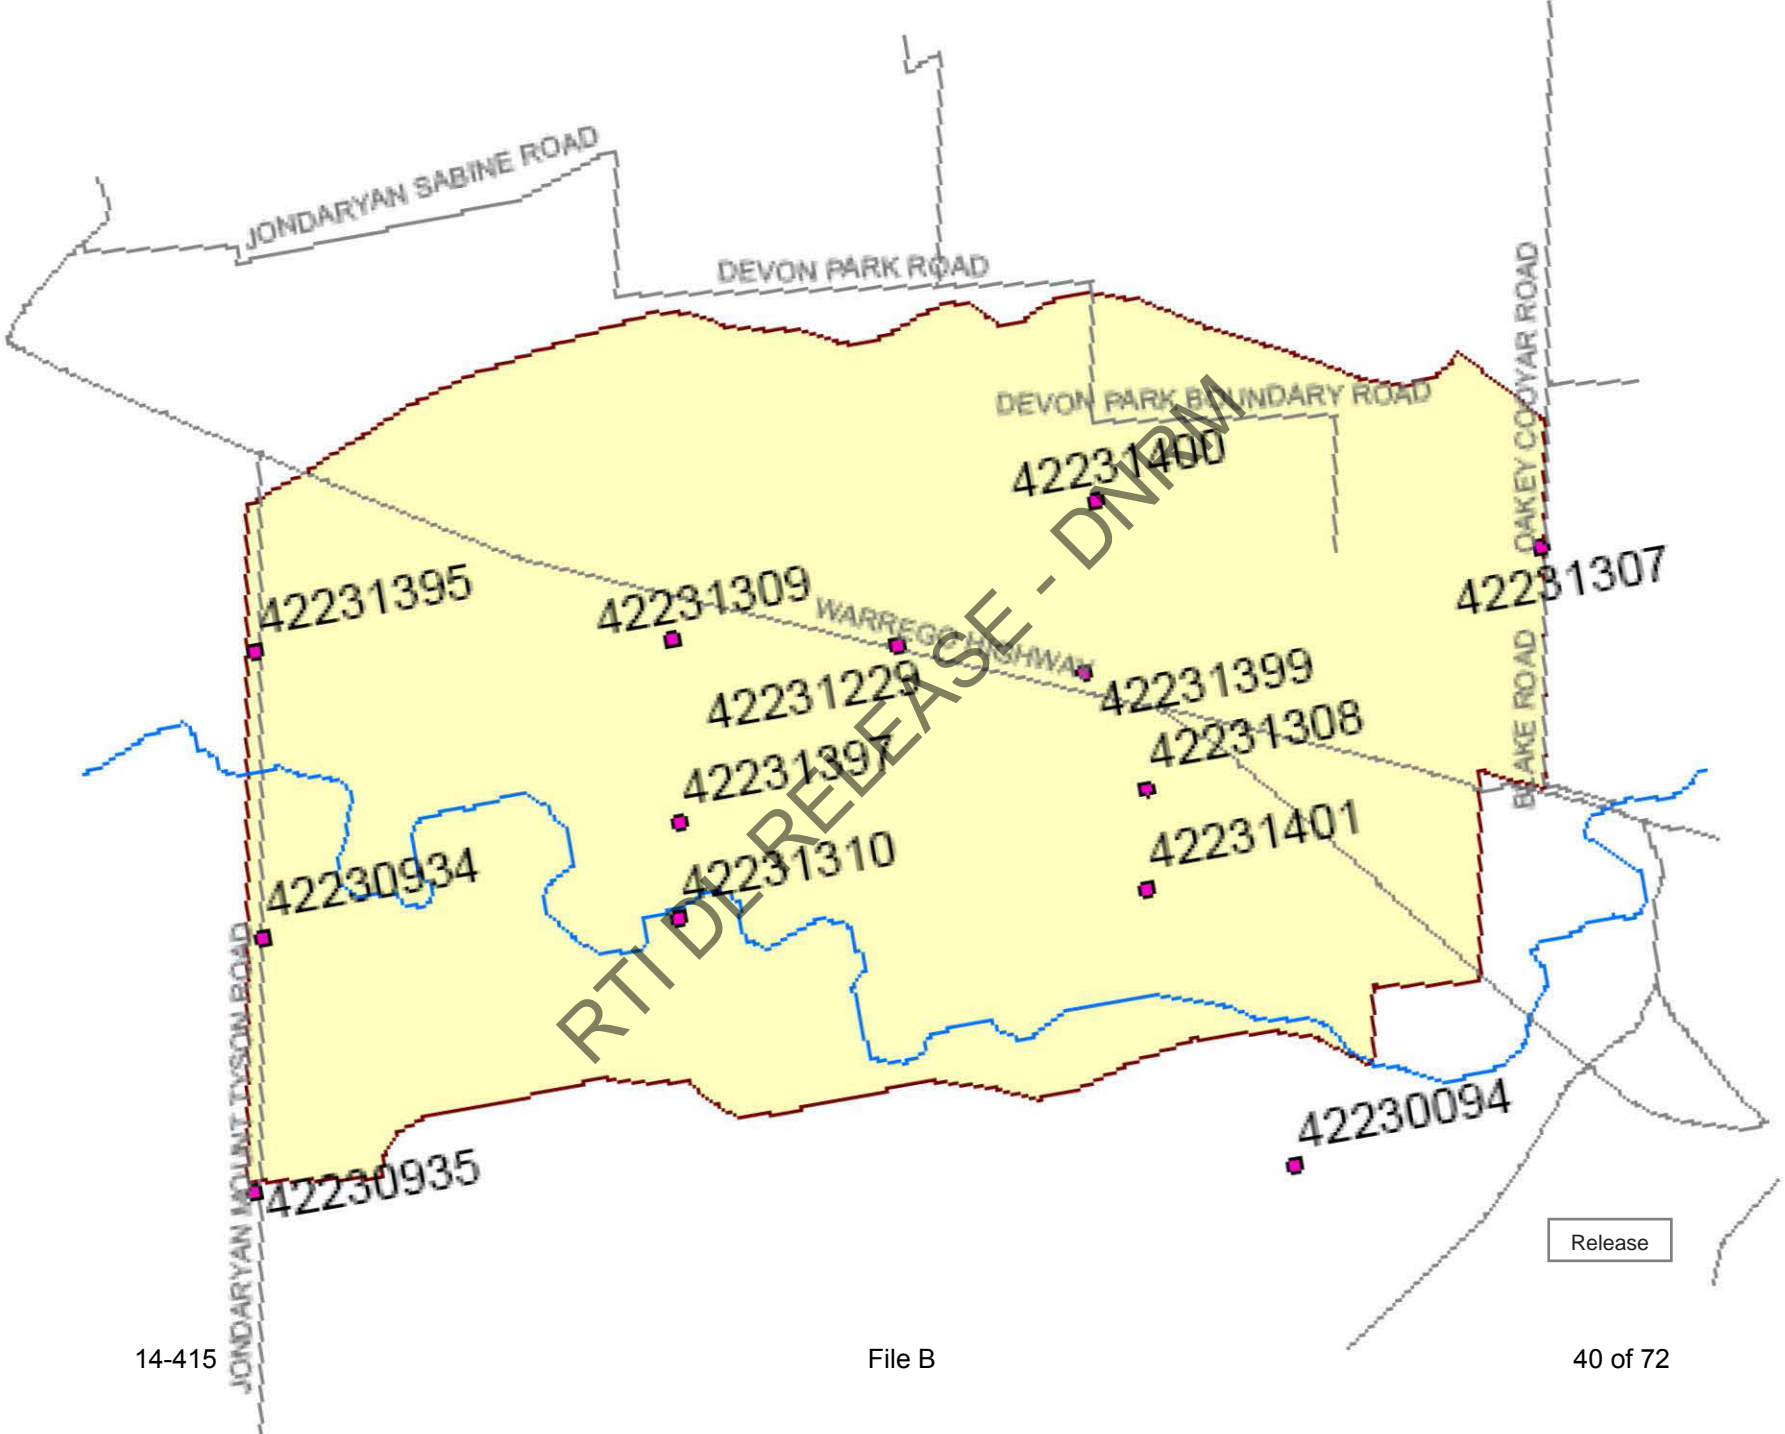 JONDARYAN SABINE ROAD
DEVON PARK ROAD
OAKEY COOYAR ROAD
DEVON PARK BOUNDARY ROAD
42231400
42231307
42231395
42231309
WARREGO HIGHWAY
42231229
42231399
BLAKE ROAD
42231308
42231397
42231401
42231310
42230934
RTI DL RELEASE - DNRM
JONDARYAN MOUNT TYSON ROAD
42230094
42230935
Release
14-415
File B
40 of 72